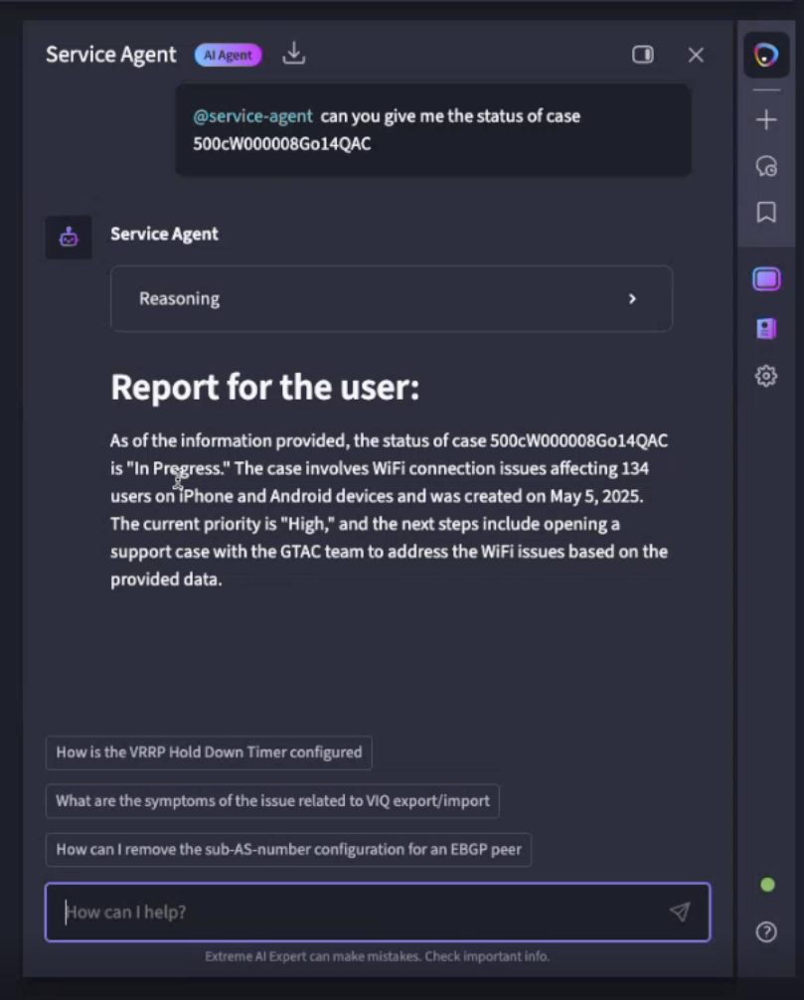 Service Agent AI Agent
@service-agent can you give me the status of case
500cW000008Go14QAC
Service Agent
Reasoning
Report for the user:
As of the information provided, the status of case 500cW000008Go14QAC
is "In Pregress." The case involves WiFi connection issues affecting 134
users on iPhone and Android devices and was created on May 5, 2025.
The current priority is "High," and the next steps include opening a
support case with the GTAC team to address the WiFi issues based on the
provided data.
How is the VRRP Hold Down Timer configured
What are the symptoms of the issue related to VIQ export/import
How can I remove the sub-AS-number configuration for an EBGP peer
How can I help?
Extreme AI Expert can make mistakes. Check important info.